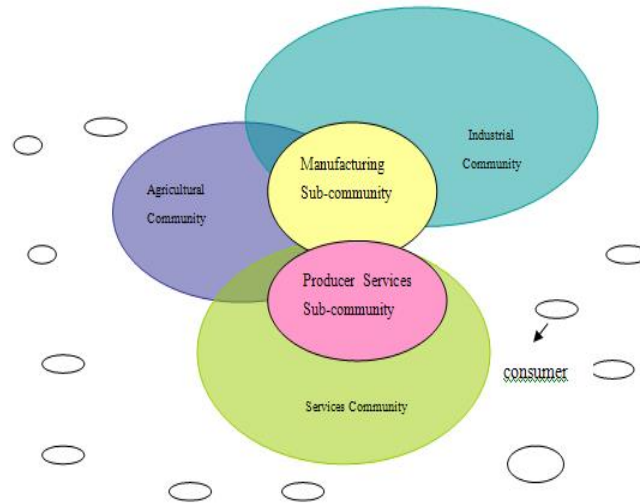 Industrial
Community
Manufacturing
Sub-community
Agricultural
Community
Producer Services
Sub-community
consumer
Services Community